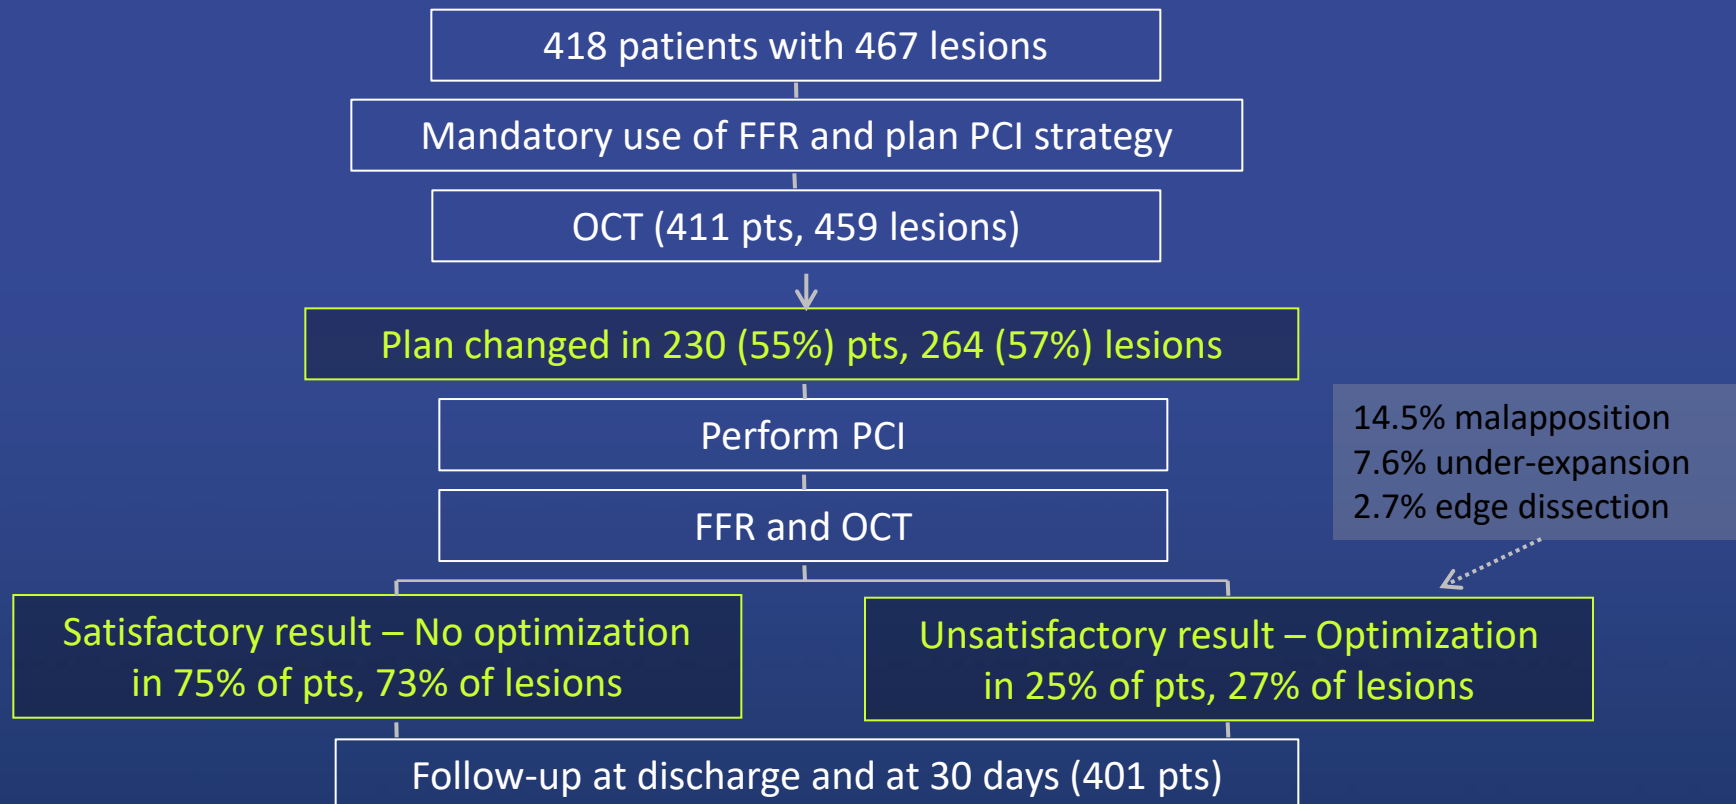 418 patients with 467 lesions
Mandatory use of FFR and plan PCI strategy
OCT (411 pts, 459 lesions)
Plan changed in 230 (55%) pts, 264 (57%) lesions
Perform PCI
14.5% malapposition
7.6% under-expansion
2.7% edge dissection
FFR and OCT
Satisfactory result – No optimization
in 75% of pts, 73% of lesions
Unsatisfactory result – Optimization
in 25% of pts, 27% of lesions
Follow-up at discharge and at 30 days (401 pts)